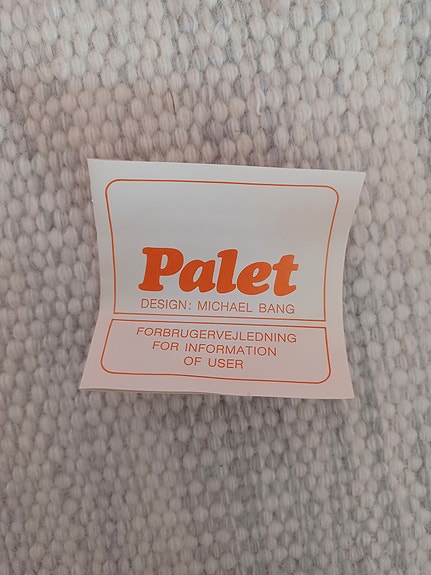 Palet
DESIGN: MICHAEL BANG
FORBRUGERVEJLEDNING
FOR INFORMATION
OF USER